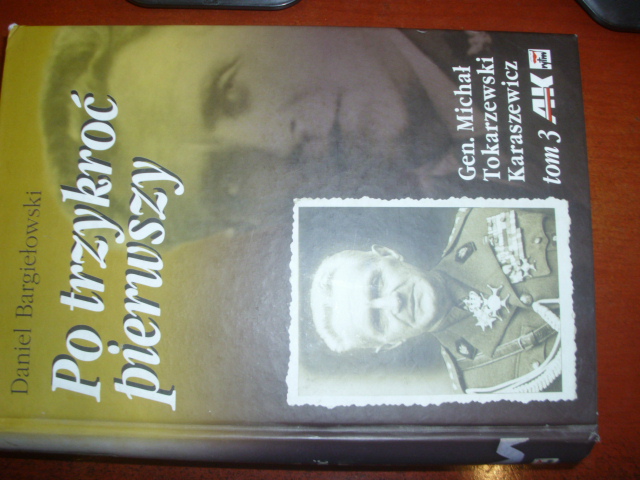 Daniel Bargiełowski
Po trzykroć
pierwszy
Gen. Michał
Tokarzewski
Karaszewicz
tom 3 AK